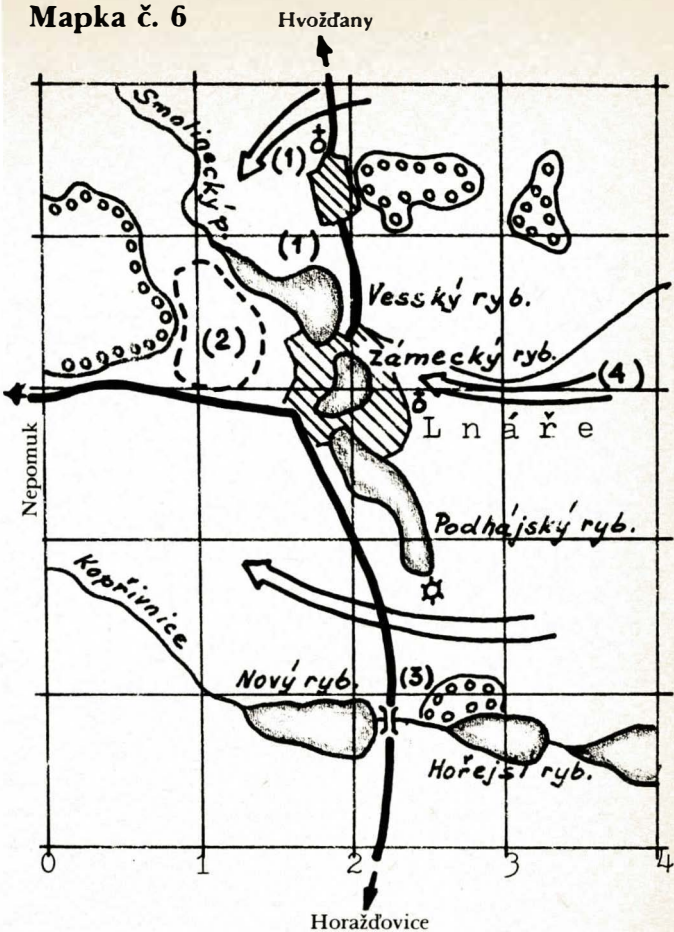 Mapka č. 6
Hvožďany
Smolinecký p.
(1)
(1)
Vesský ryb.
(2)
Zámecký ryb.
(4)
Lnáře
Nepomuk
Podhájský ryb.
Kopřivnice
Nový ryb.
(3)
Hořejší ryb.
0 1 2 3 4
Horažďovice